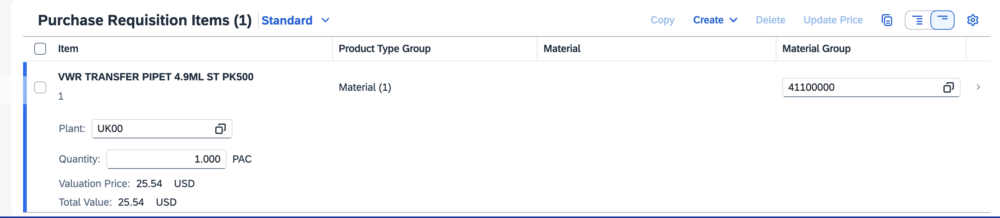 Purchase Requisition Items (1) Standard Copy Create Delete Update Price
Item Product Type Group Material Material Group
VWR TRANSFER PIPET 4.9ML ST PK500
1
Material (1)
41100000
Plant: UK00
Quantity: 1.000 PAC
Valuation Price: 25.54 USD
Total Value: 25.54 USD